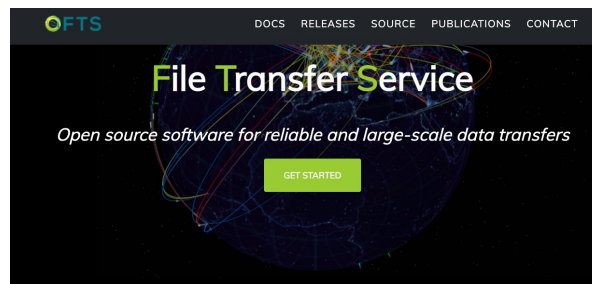 FTS
DOCS RELEASES SOURCE PUBLICATIONS CONTACT
File Transfer Service
Open source software for reliable and large-scale data transfers
GET STARTED